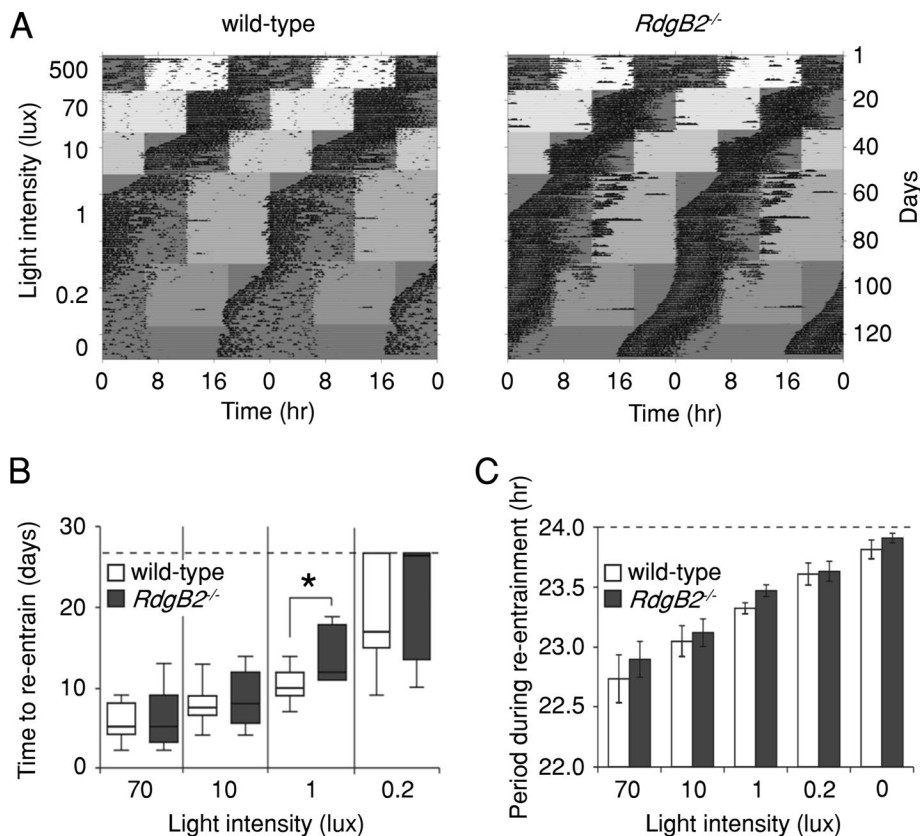 A
wild-type
RdgB2-/-
Light intensity (lux)
500
70
10
1
0.2
0
0 8 16 0 8 16 0
Time (hr)
1
20
40
60
80
100
120
Days
0 8 16 0 8 16 0
Time (hr)
B
Time to re-entrain (days)
30
20
10
0
wild-type
RdgB2-/-
*
70 10 1 0.2
Light intensity (lux)
C
Period during re-entrainment (hr)
24.0
23.5
23.0
22.5
22.0
wild-type
RdgB2-/-
70 10 1 0.2 0
Light intensity (lux)